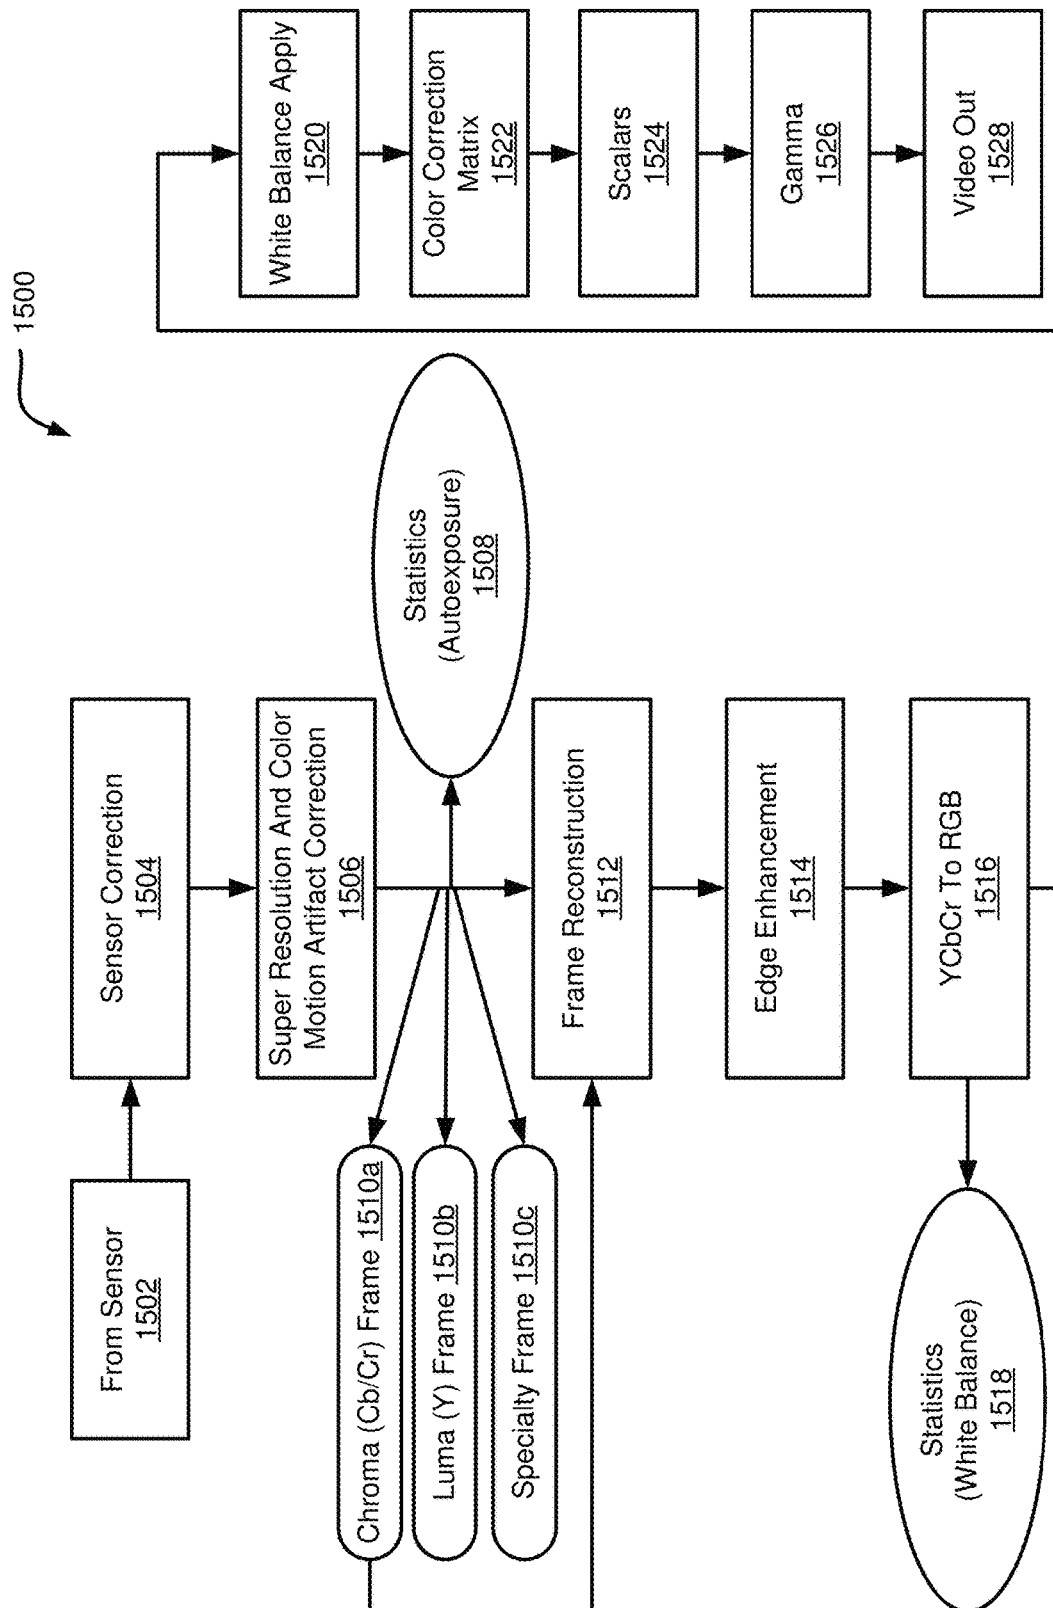 1500
From Sensor
1502
Sensor Correction
1504
Super Resolution And Color
Motion Artifact Correction
1506
Statistics
(Autoexposure)
1508
Chroma (Cb/Cr) Frame 1510a
Luma (Y) Frame 1510b
Specialty Frame 1510c
Frame Reconstruction
1512
Edge Enhancement
1514
YCbCr To RGB
1516
Statistics
(White Balance)
1518
White Balance Apply
1520
Color Correction
Matrix
1522
Scalars
1524
Gamma
1526
Video Out
1528